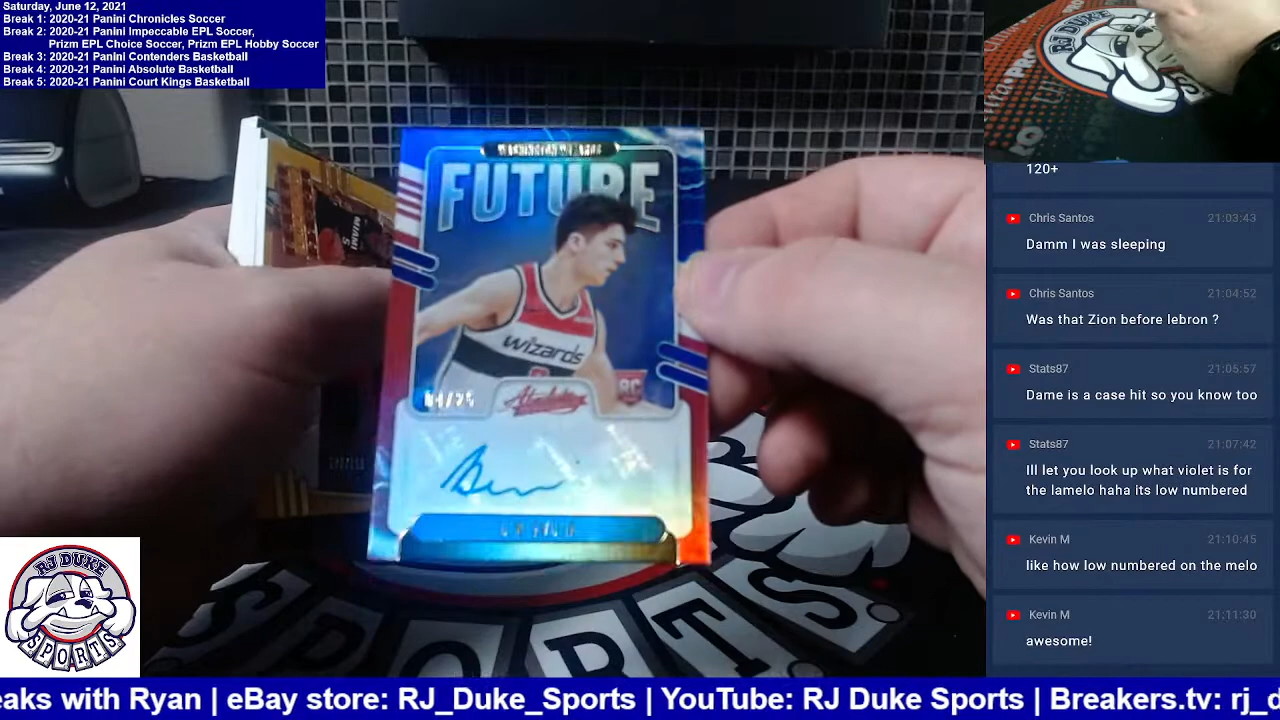 Saturday, June 12, 2021
Break 1: 2020-21 Panini Chronicles Soccer
Break 2: 2020-21 Panini Impeccable EPL Soccer,
Prizm EPL Choice Soccer, Prizm EPL Hobby Soccer
Break 3: 2020-21 Panini Contenders Basketball
Break 4: 2020-21 Panini Absolute Basketball
Break 5: 2020-21 Panini Court Kings Basketball
WASHINGTON WIZARDS
FUTURE
wizards
RC
Absolute
MIAMI
RJ DUKE
SPORTS
RJ DUKE
120+
Chris Santos 21:03:43
Damm I was sleeping
Chris Santos 21:04:52
Was that Zion before lebron ?
Stats87 21:05:57
Dame is a case hit so you know too
Stats87 21:07:42
Ill let you look up what violet is for
the lamelo haha its low numbered
Kevin M 21:10:45
like how low numbered on the melo
Kevin M 21:11:30
awesome!
SPORTS
eaks with Ryan | eBay store: RJ_Duke_Sports | YouTube: RJ Duke Sports | Breakers.tv: rj_d